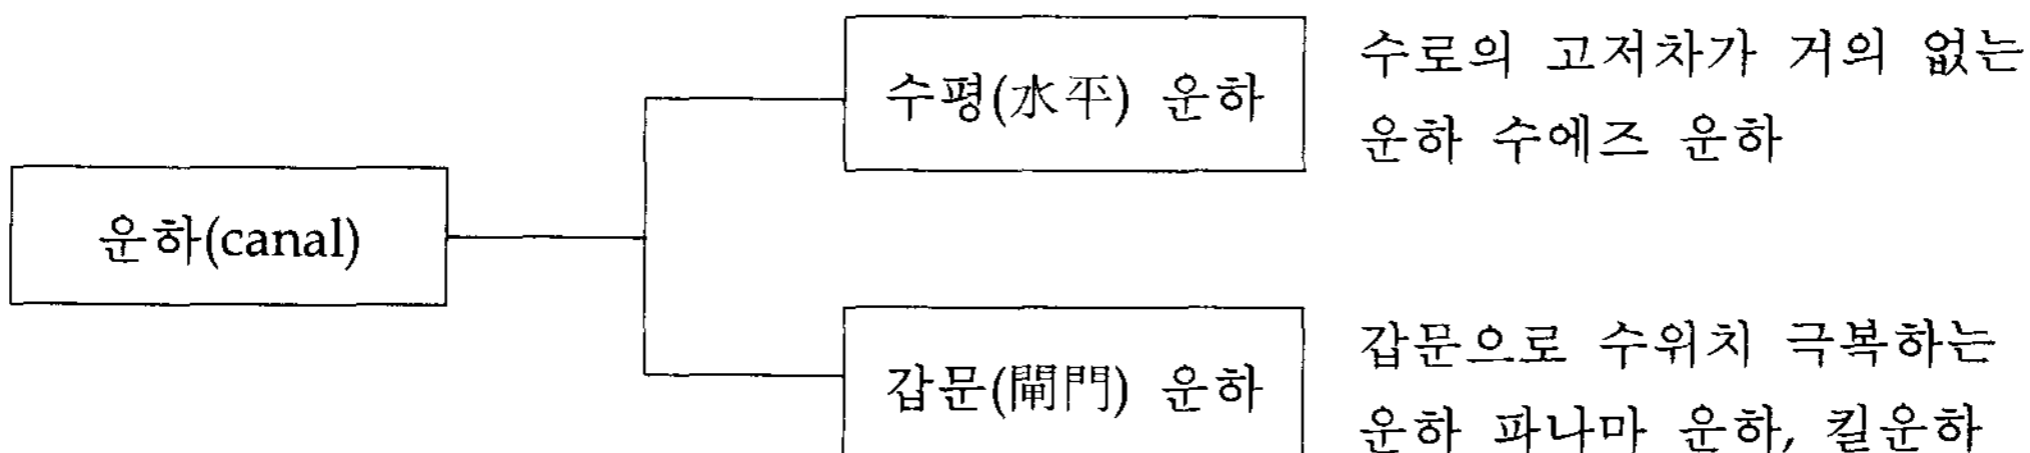 수평(水平) 운하
수로의 고저차가 거의 없는
운하 수에즈 운하
운하(canal)
갑문(閘門) 운하
갑문으로 수위치 극복하는
운하 파나마 운하, 킬운하